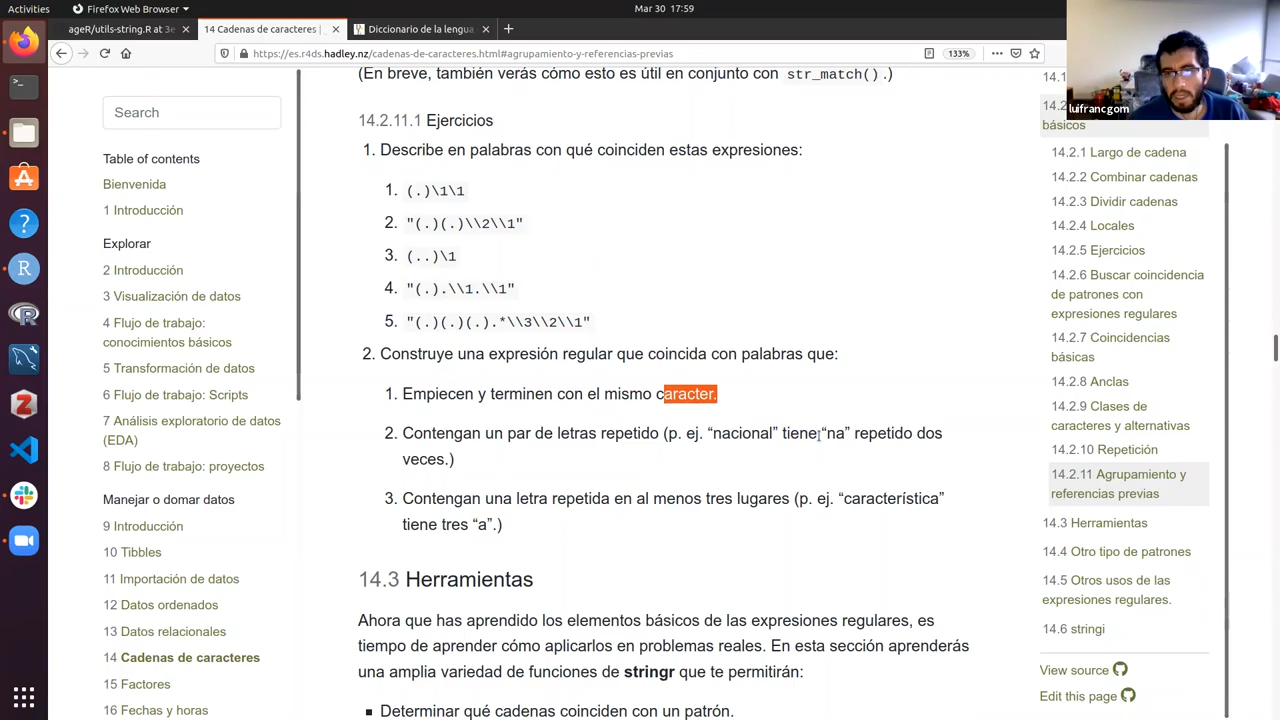 Activities
Firefox Web Browser
Mar 30 17:59
ageR/utils-string.R at 3e
14 Cadenas de caracteres |
Diccionario de la lengua
https://es.r4ds.hadley.nz/cadenas-de-caracteres.html#agrupamiento-y-referencias-previas
133%
luifrancgom
Search
Table of contents
Bienvenida
1 Introducción
Explorar
2 Introducción
3 Visualización de datos
4 Flujo de trabajo:
conocimientos básicos
5 Transformación de datos
6 Flujo de trabajo: Scripts
7 Análisis exploratorio de datos
(EDA)
8 Flujo de trabajo: proyectos
Manejar o domar datos
9 Introducción
10 Tibbles
11 Importación de datos
12 Datos ordenados
13 Datos relacionales
14 Cadenas de caracteres
15 Factores
16 Fechas y horas
(En breve, también verás cómo esto es útil en conjunto con str_match().)
14.2.11.1 Ejercicios
1. Describe en palabras con qué coinciden estas expresiones:
1. (.)\1\1
2. "(.)(.)\\2\\1"
3. (..)\1
4. "(.).\\1.\\1"
5. "(.)(.)(.).*\\3\\2\\1"
2. Construye una expresión regular que coincida con palabras que:
1. Empiecen y terminen con el mismo caracter.
2. Contengan un par de letras repetido (p. ej. “nacional” tiene “na” repetido dos
veces.)
3. Contengan una letra repetida en al menos tres lugares (p. ej. “característica”
tiene tres “a”.)
14.3 Herramientas
Ahora que has aprendido los elementos básicos de las expresiones regulares, es
tiempo de aprender cómo aplicarlos en problemas reales. En esta sección aprenderás
una amplia variedad de funciones de stringr que te permitirán:
Determinar qué cadenas coinciden con un patrón.
14.1
14.2
básicos
14.2.1 Largo de cadena
14.2.2 Combinar cadenas
14.2.3 Dividir cadenas
14.2.4 Locales
14.2.5 Ejercicios
14.2.6 Buscar coincidencia
de patrones con
expresiones regulares
14.2.7 Coincidencias
básicas
14.2.8 Anclas
14.2.9 Clases de
caracteres y alternativas
14.2.10 Repetición
14.2.11 Agrupamiento y
referencias previas
14.3 Herramientas
14.4 Otro tipo de patrones
14.5 Otros usos de las
expresiones regulares.
14.6 stringi
View source
Edit this page